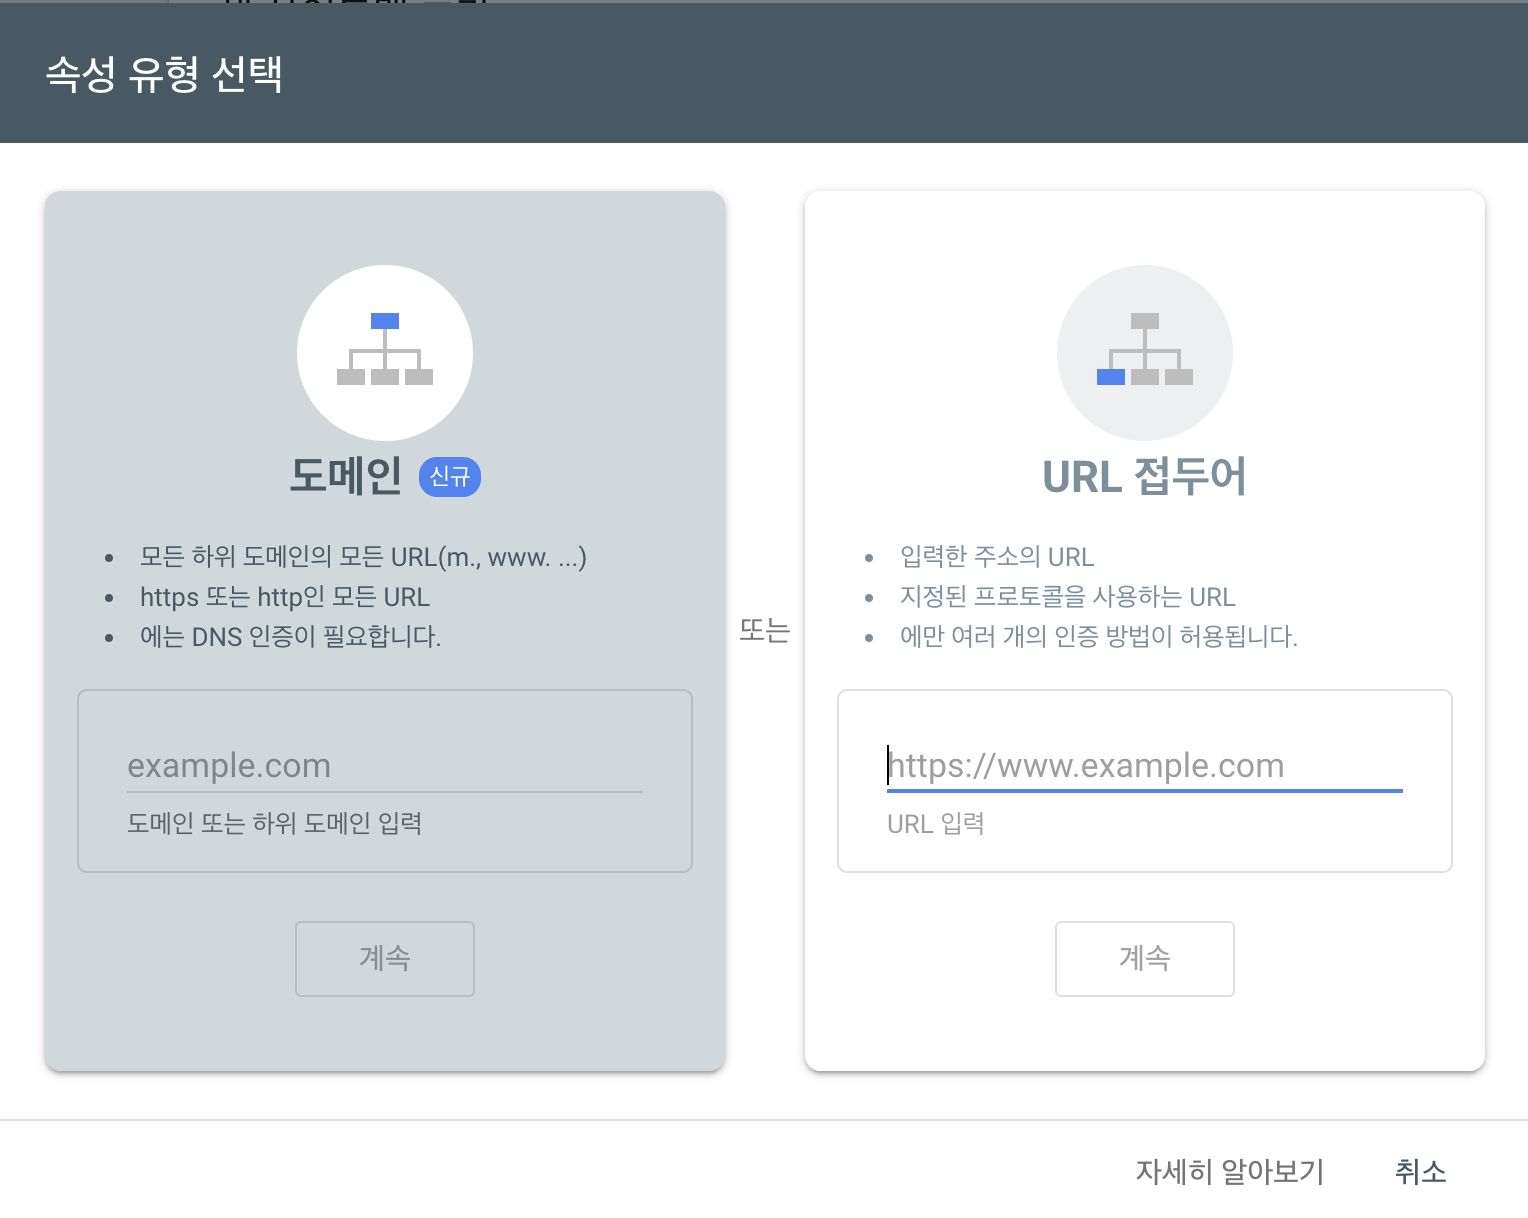 속성 유형 선택
도메인 신규
모든 하위 도메인의 모든 URL(m., www. ...)
https 또는 http인 모든 URL
에는 DNS 인증이 필요합니다.
example.com
도메인 또는 하위 도메인 입력
계속
또는
URL 접두어
입력한 주소의 URL
지정된 프로토콜을 사용하는 URL
에만 여러 개의 인증 방법이 허용됩니다.
https://www.example.com
URL 입력
계속
자세히 알아보기
취소